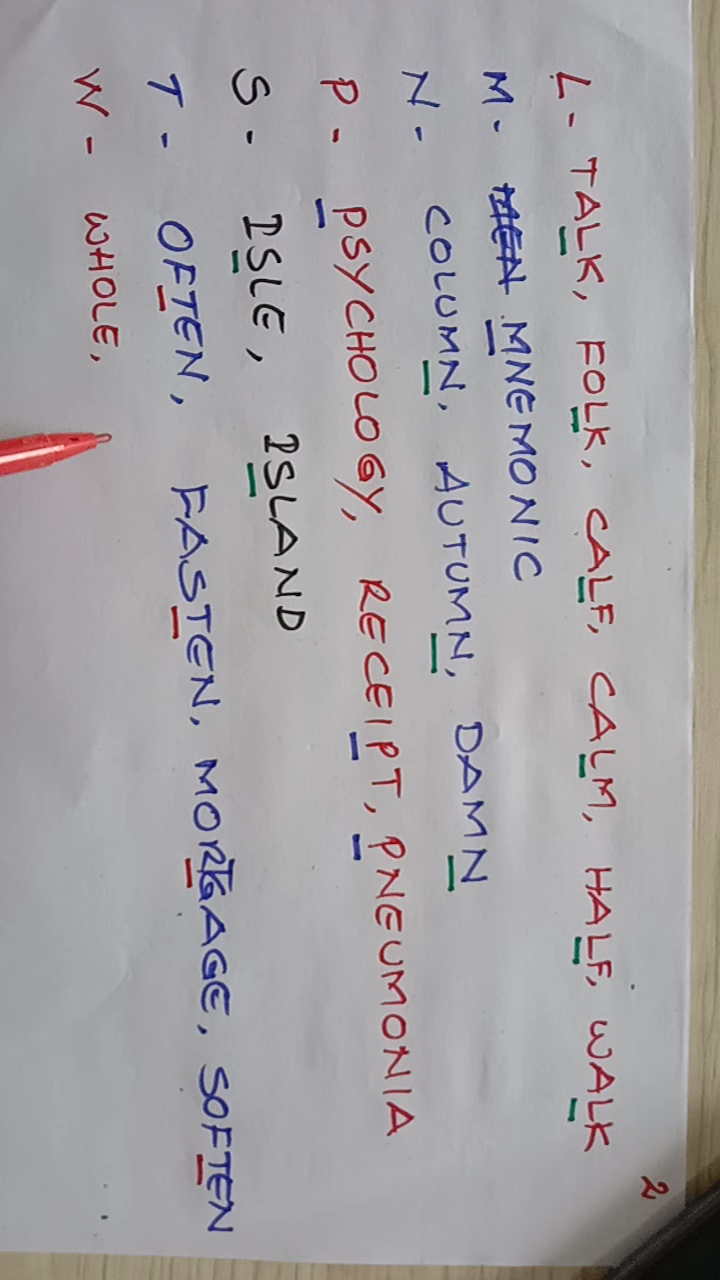 2
L - TALK, FOLK, CALF, CALM, HALF, WALK
M - MNEMONIC
N - COLUMN, AUTUMN, DAMN
P - PSYCHOLOGY, RECEIPT, PNEUMONIA
S - ISLE, ISLAND
T - OFTEN, FASTEN, MORTGAGE, SOFTEN
W - WHOLE,